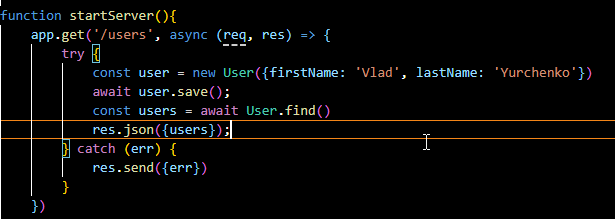 function startServer(){
app.get('/users', async (req, res) => {
try {
const user = new User({firstName: 'Vlad', lastName: 'Yurchenko'})
await user.save();
const users = await User.find()
res.json({users});
} catch (err) {
res.send({err})
}
})